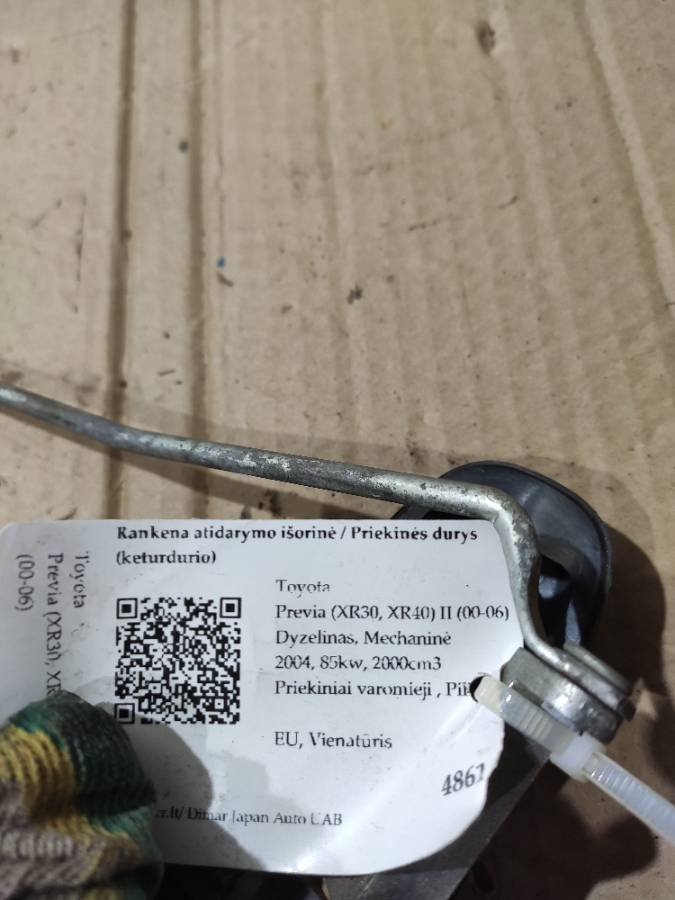 Rankena atidarymo išorinė / Priekinės durys
(keturdurio)
Toyota
Previa (XR30, XR40) II (00-06)
Dyzelinas, Mechaninė
2004, 85kw, 2000cm3
Priekiniai varomieji ,
EU, Vienatūris
Dimar Japan Auto UAB
Toyota
Previa (XR30,
(00-06)